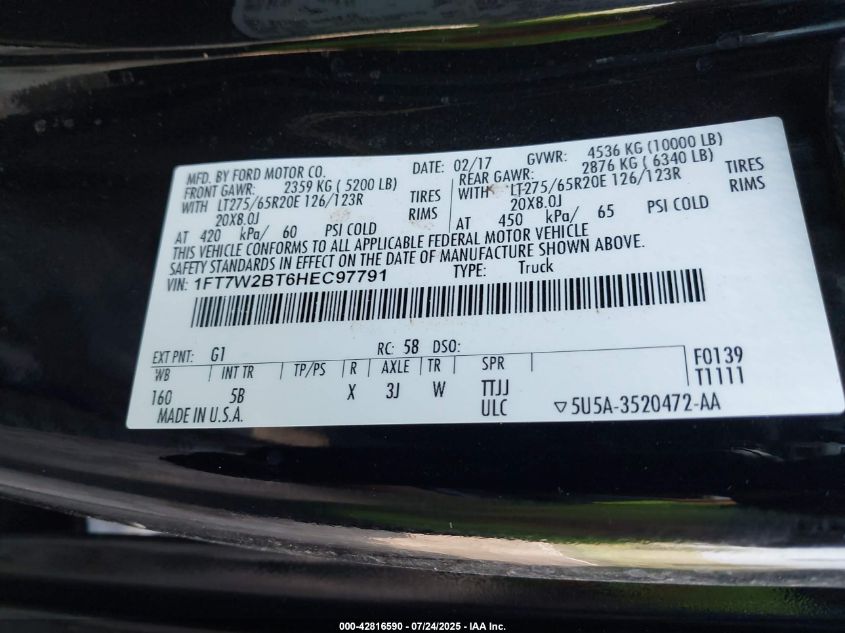 MFD. BY FORD MOTOR CO. DATE: 02/17 GVWR: 4536 KG (10000 LB)
FRONT GAWR: 2359 KG ( 5200 LB) REAR GAWR: 2876 KG ( 6340 LB)
WITH LT275/65R20E 126/123R TIRES WITH LT275/65R20E 126/123R TIRES
20X8.0J RIMS 20X8.0J RIMS
AT 420 kPa/ 60 PSI COLD AT 450 kPa/ 65 PSI COLD
THIS VEHICLE CONFORMS TO ALL APPLICABLE FEDERAL MOTOR VEHICLE
SAFETY STANDARDS IN EFFECT ON THE DATE OF MANUFACTURE SHOWN ABOVE.
VIN: 1FT7W2BT6HEC97791 TYPE: Truck
EXT PNT: G1 RC: 58 DSO:
WB INT TR TP/PS R AXLE TR SPR F0139
160 5B X 3J W TTJJ T1111
MADE IN U.S.A. ULC ▽5U5A-3520472-AA
000-42816590 - 07/24/2025 - IAA Inc.